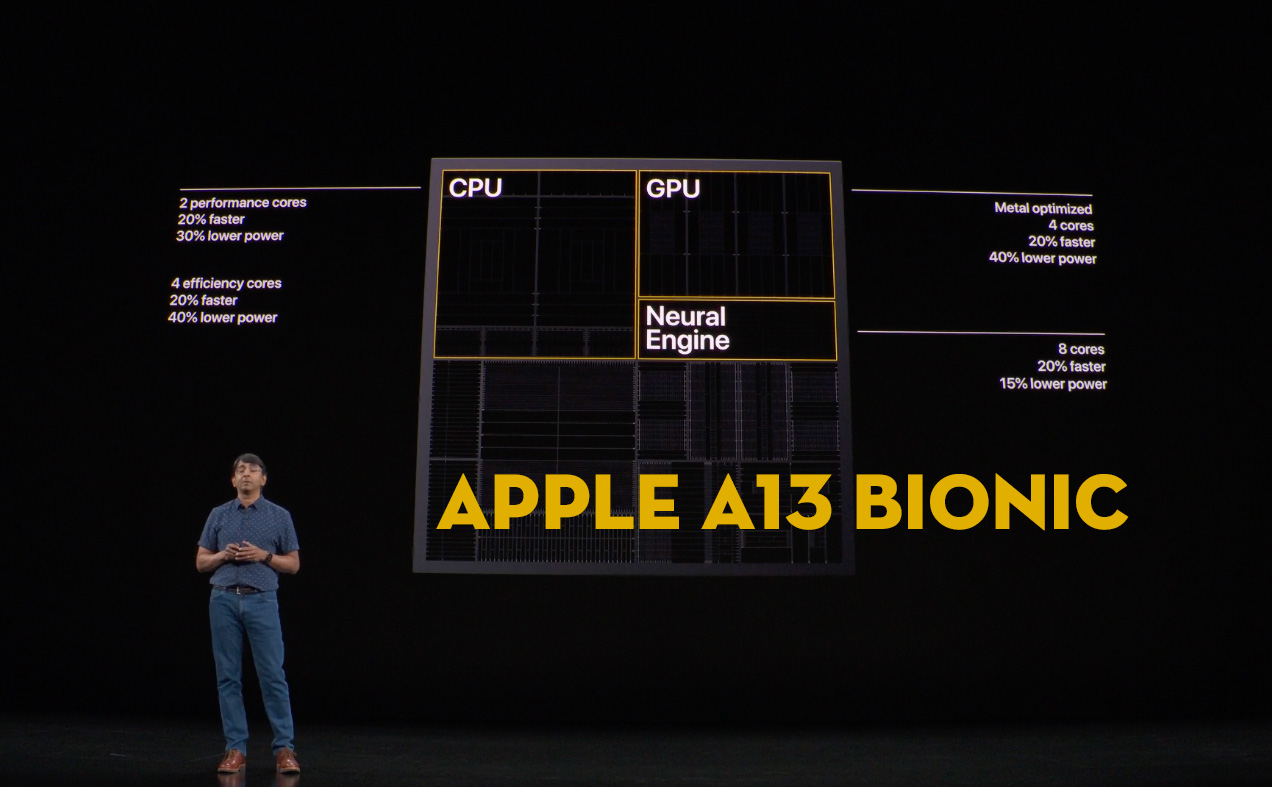 CPU
2 performance cores
20% faster
30% lower power
4 efficiency cores
20% faster
40% lower power
GPU
Metal optimized
4 cores
20% faster
40% lower power
Neural
Engine
8 cores
20% faster
15% lower power
APPLE A13 BIONIC